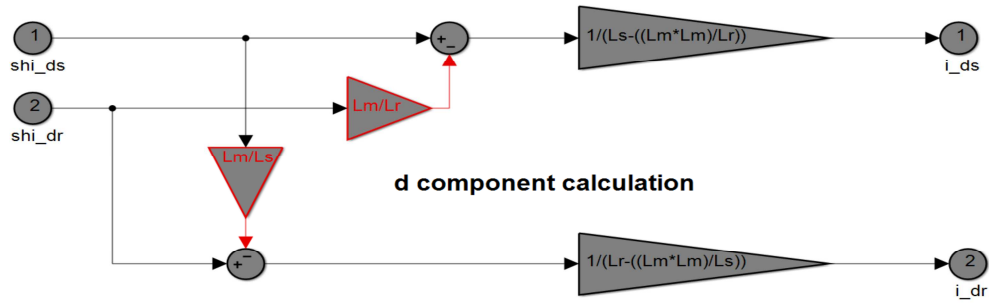 1
shi_ds
+
-
1/(Ls-((Lm*Lm)/Lr))
1
i_ds
2
shi_dr
Lm/Lr
Lm/Ls
d component calculation
+
-
1/(Lr-((Lm*Lm)/Ls))
2
i_dr